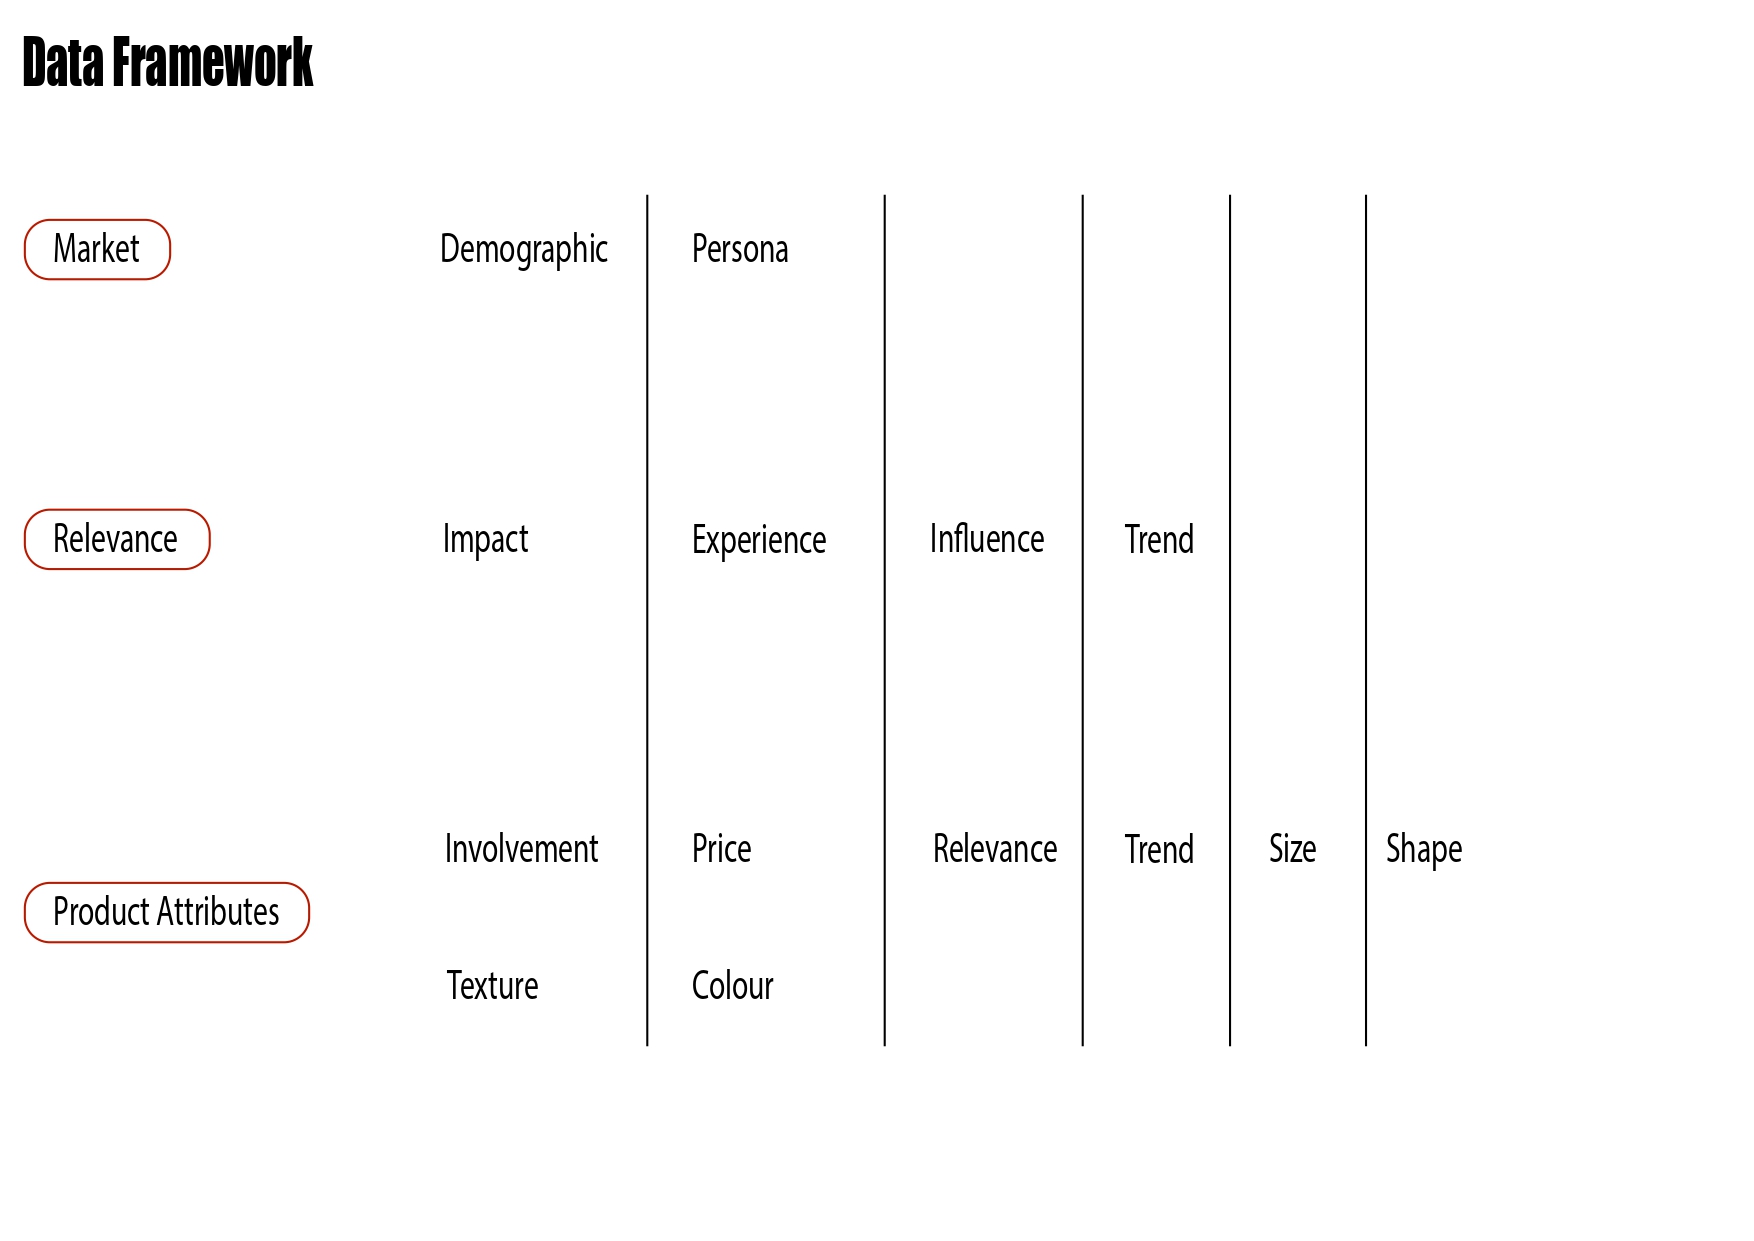 Data Framework
Market Demographic Persona
Relevance Impact Experience Influence Trend
Involvement Price Relevance Trend Size Shape
Product Attributes
Texture Colour